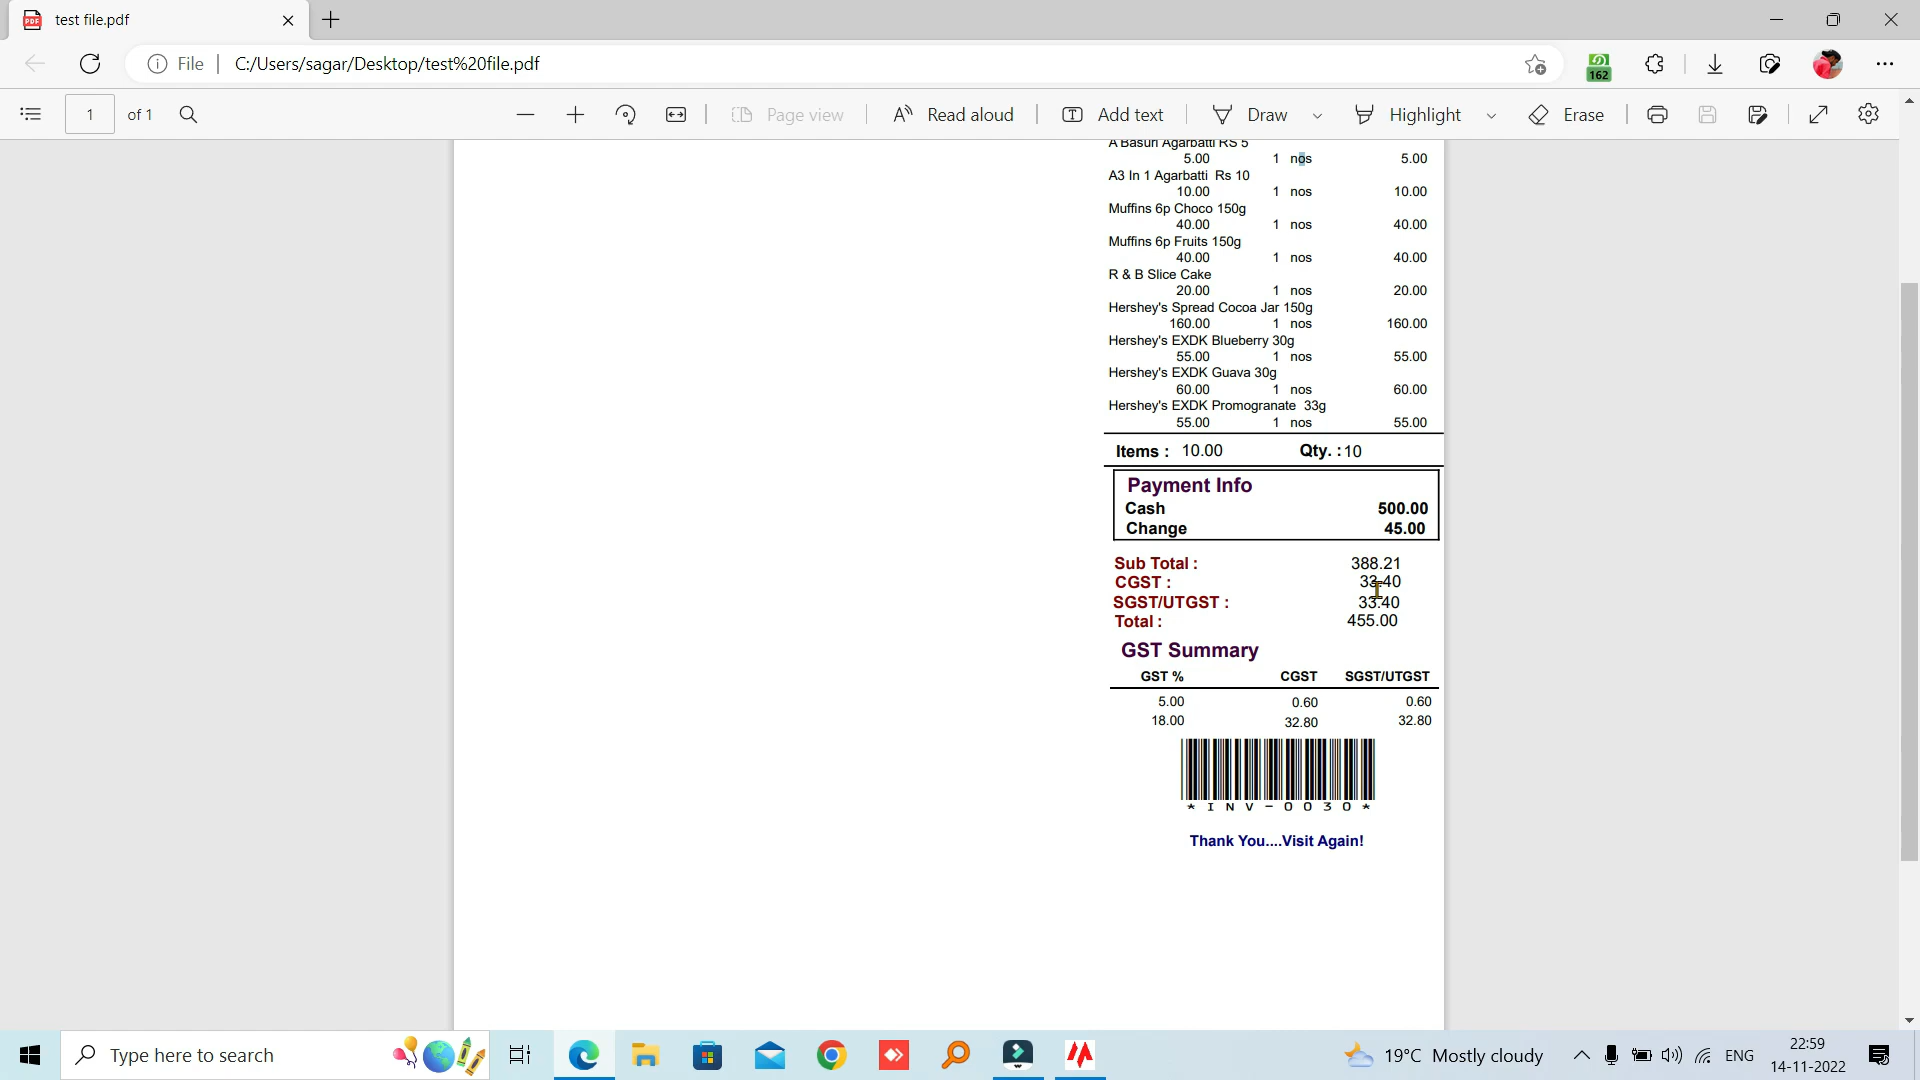 test file.pdf
File C:/Users/sagar/Desktop/test%20file.pdf
162
1 of 1 Page view Read aloud Add text Draw Highlight Erase
A Basuri Agarbatti RS 5
5.00 1 nos 5.00
A3 In 1 Agarbatti Rs 10
10.00 1 nos 10.00
Muffins 6p Choco 150g
40.00 1 nos 40.00
Muffins 6p Fruits 150g
40.00 1 nos 40.00
R & B Slice Cake
20.00 1 nos 20.00
Hershey's Spread Cocoa Jar 150g
160.00 1 nos 160.00
Hershey's EXDK Blueberry 30g
55.00 1 nos 55.00
Hershey's EXDK Guava 30g
60.00 1 nos 60.00
Hershey's EXDK Promogranate 33g
55.00 1 nos 55.00
Items : 10.00 Qty. : 10
Payment Info
Cash 500.00
Change 45.00
Sub Total : 388.21
CGST : 33.40
SGST/UTGST : 33.40
Total : 455.00
GST Summary
GST % CGST SGST/UTGST
5.00 0.60 0.60
18.00 32.80 32.80
*INV-0030*
Thank You....Visit Again!
Type here to search
19°C Mostly cloudy
ENG
22:59
14-11-2022